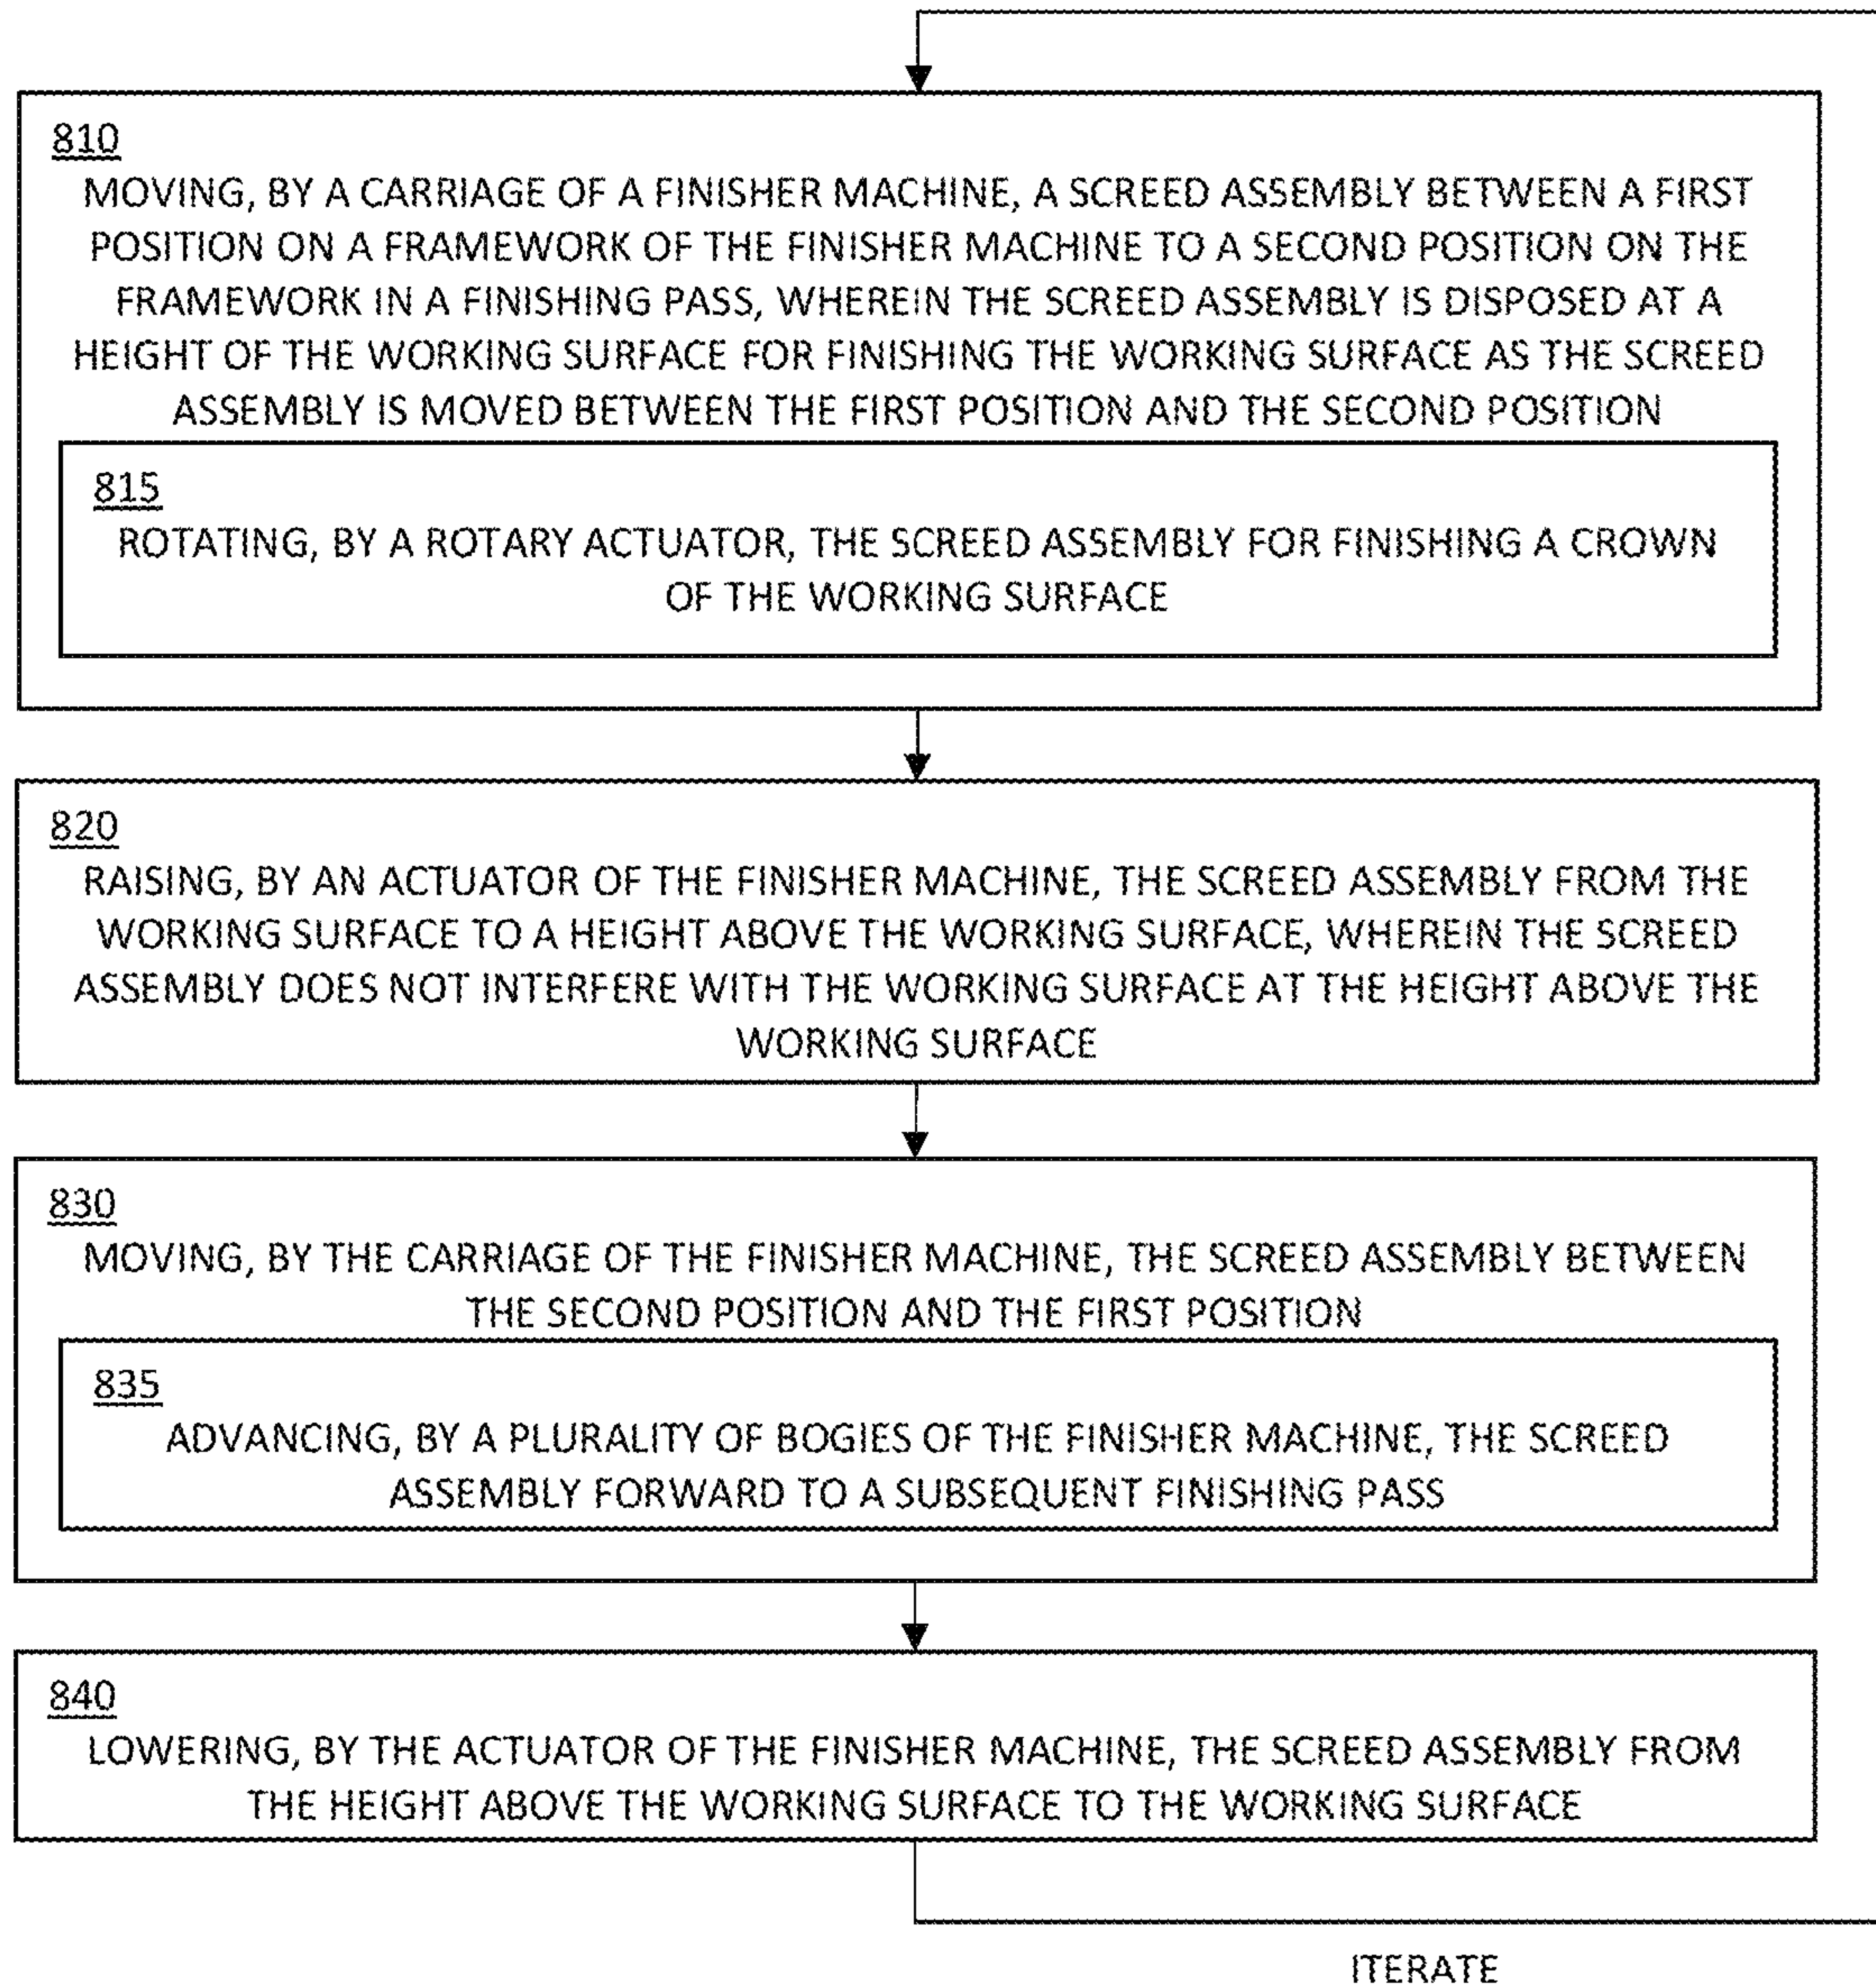 810
MOVING, BY A CARRIAGE OF A FINISHER MACHINE, A SCREED ASSEMBLY BETWEEN A FIRST
POSITION ON A FRAMEWORK OF THE FINISHER MACHINE TO A SECOND POSITION ON THE
FRAMEWORK IN A FINISHING PASS, WHEREIN THE SCREED ASSEMBLY IS DISPOSED AT A
HEIGHT OF THE WORKING SURFACE FOR FINISHING THE WORKING SURFACE AS THE SCREED
ASSEMBLY IS MOVED BETWEEN THE FIRST POSITION AND THE SECOND POSITION
815
ROTATING, BY A ROTARY ACTUATOR, THE SCREED ASSEMBLY FOR FINISHING A CROWN
OF THE WORKING SURFACE
820
RAISING, BY AN ACTUATOR OF THE FINISHER MACHINE, THE SCREED ASSEMBLY FROM THE
WORKING SURFACE TO A HEIGHT ABOVE THE WORKING SURFACE, WHEREIN THE SCREED
ASSEMBLY DOES NOT INTERFERE WITH THE WORKING SURFACE AT THE HEIGHT ABOVE THE
WORKING SURFACE
830
MOVING, BY THE CARRIAGE OF THE FINISHER MACHINE, THE SCREED ASSEMBLY BETWEEN
THE SECOND POSITION AND THE FIRST POSITION
835
ADVANCING, BY A PLURALITY OF BOGIES OF THE FINISHER MACHINE, THE SCREED
ASSEMBLY FORWARD TO A SUBSEQUENT FINISHING PASS
840
LOWERING, BY THE ACTUATOR OF THE FINISHER MACHINE, THE SCREED ASSEMBLY FROM
THE HEIGHT ABOVE THE WORKING SURFACE TO THE WORKING SURFACE
ITERATE